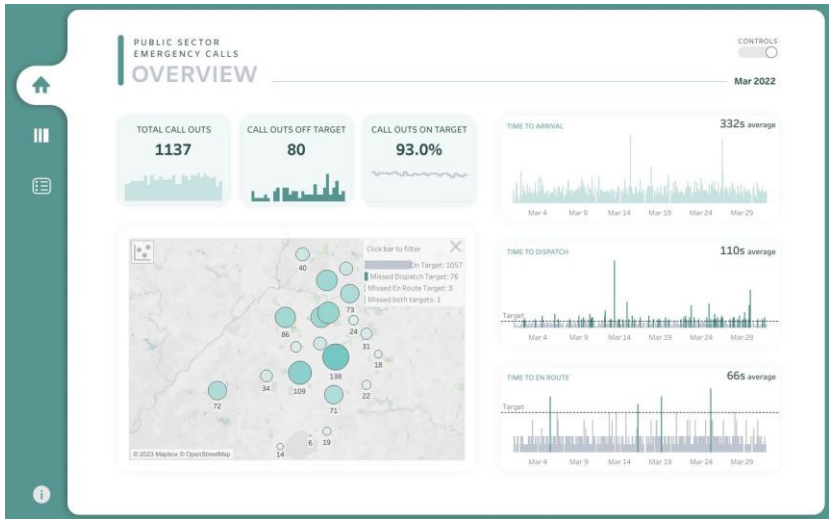 PUBLIC SECTOR
EMERGENCY CALLS
OVERVIEW
CONTROLS
Mar 2022
TOTAL CALL OUTS
1137
CALL OUTS OFF TARGET
80
CALL OUTS ON TARGET
93.0%
TIME TO ARRIVAL
332s average
Mar 4 Mar 9 Mar 14 Mar 19 Mar 24 Mar 29
Click bar to filter
On Target: 1057
Missed Dispatch Target: 76
Missed En Route Target: 3
Missed both targets: 1
40
73
86
24
31
138
18
34
109
72
71
22
6
19
14
© 2023 Mapbox © OpenStreetMap
TIME TO DISPATCH
110s average
Target
Mar 4 Mar 9 Mar 14 Mar 19 Mar 24 Mar 29
TIME TO EN ROUTE
66s average
Target
Mar 4 Mar 9 Mar 14 Mar 19 Mar 24 Mar 29
i